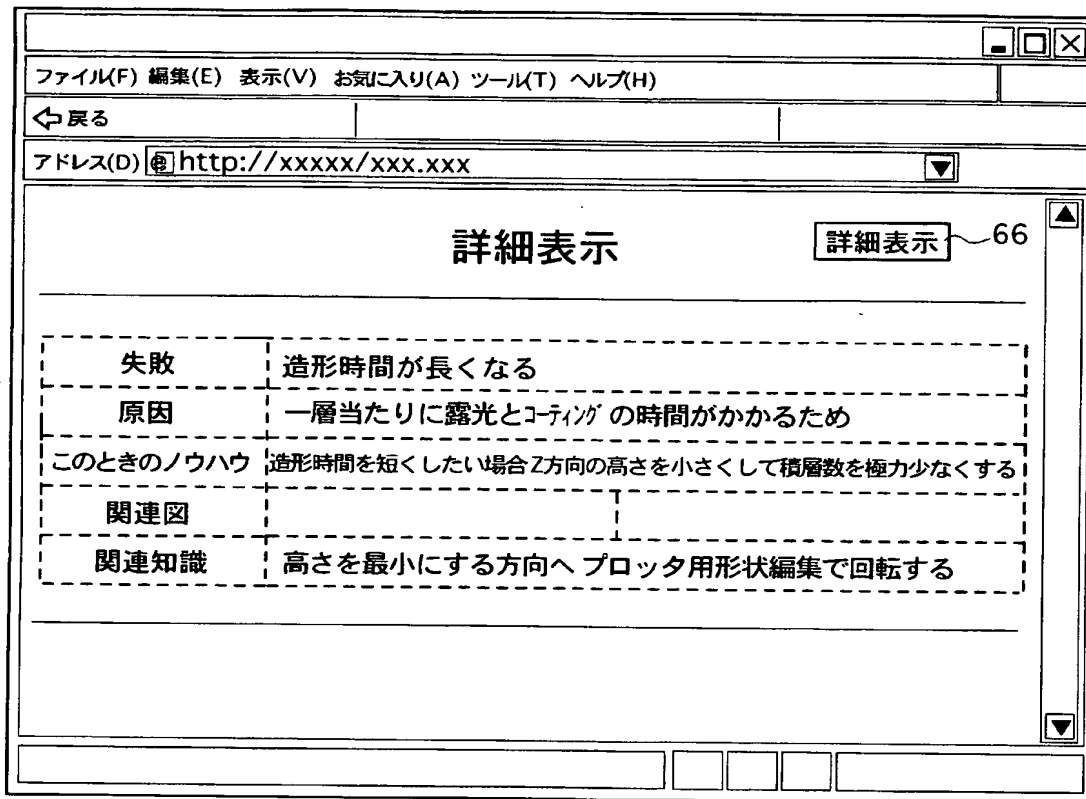 ファイル(F) 編集(E) 表示(V) お気に入り(A) ツール(T) ヘルプ(H)
戻る
アドレス(D) http://xxxxx/xxx.xxx
詳細表示 詳細表示 66
失敗 造形時間が長くなる
原因 一層当たりに露光とコーティングの時間がかかるため
このときのノウハウ 造形時間を短くしたい場合Z方向の高さを小さくして積層数を極力少なくする
関連図
関連知識 高さを最小にする方向へ プロッタ用形状編集で回転する